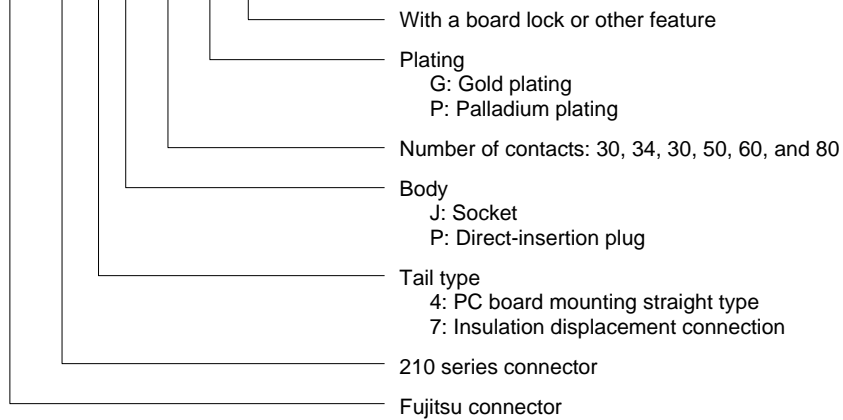 With a board lock or other feature
Plating
G: Gold plating
P: Palladium plating
Number of contacts: 30, 34, 30, 50, 60, and 80
Body
J: Socket
P: Direct-insertion plug
Tail type
4: PC board mounting straight type
7: Insulation displacement connection
210 series connector
Fujitsu connector